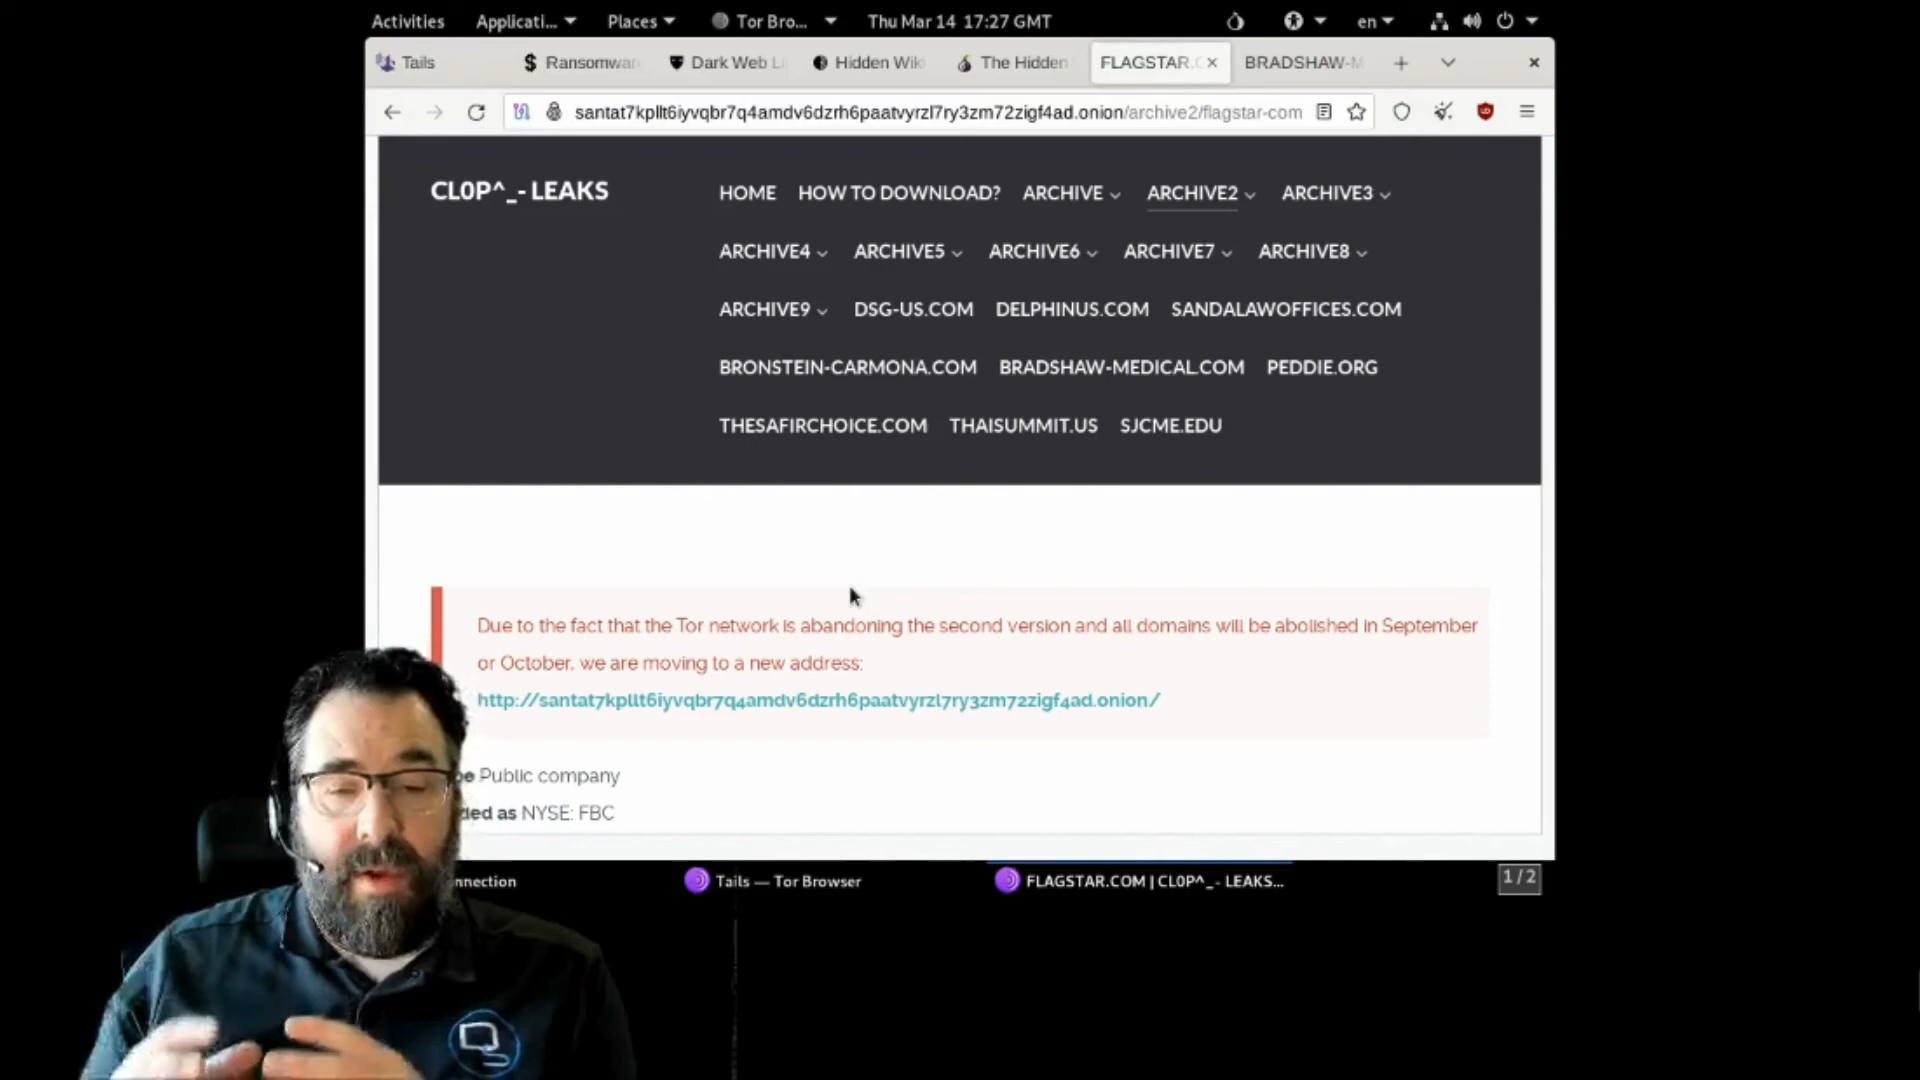 Activities Applicati... Places Tor Bro... Thu Mar 14 17:27 GMT en
Tails Ransomwar Dark Web Li Hidden Wik The Hidden FLAGSTAR.C BRADSHAW-M
santat7kpllt6iyvqbr7q4amdv6dzrh6paatvyrzl7ry3zm72zigf4ad.onion/archive2/flagstar-com
CL0P^_- LEAKS
HOME HOW TO DOWNLOAD? ARCHIVE ARCHIVE2 ARCHIVE3
ARCHIVE4 ARCHIVE5 ARCHIVE6 ARCHIVE7 ARCHIVE8
ARCHIVE9 DSG-US.COM DELPHINUS.COM SANDALAWOFFICES.COM
BRONSTEIN-CARMONA.COM BRADSHAW-MEDICAL.COM PEDDIE.ORG
THESAFIRCHOICE.COM THAISUMMIT.US SJCME.EDU
Due to the fact that the Tor network is abandoning the second version and all domains will be abolished in September
or October, we are moving to a new address:
http://santat7kpllt6iyvqbr7q4amdv6dzrh6paatvyrzl7ry3zm72zigf4ad.onion/
Public company
ded as NYSE: FBC
nnection Tails — Tor Browser FLAGSTAR.COM | CL0P^_- LEAKS... 1 / 2